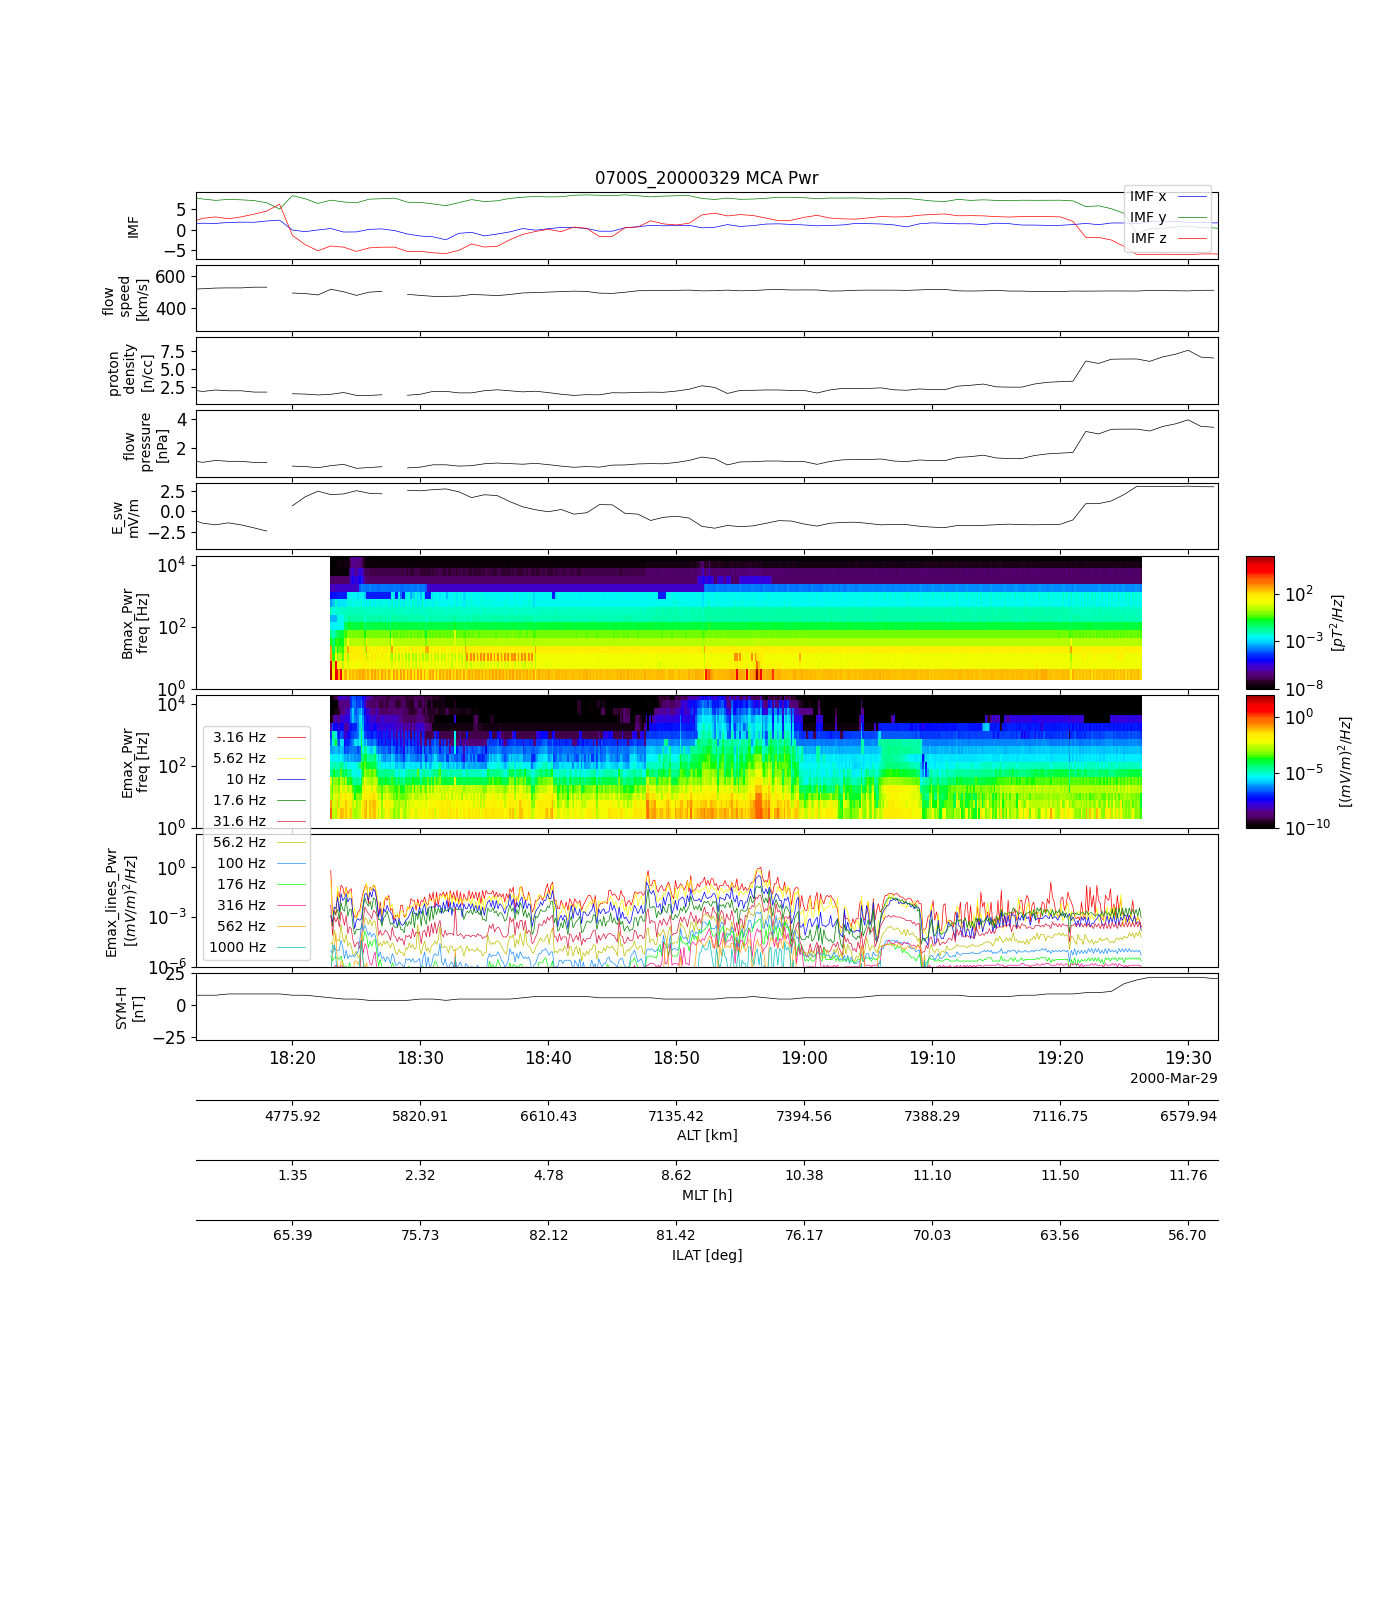 0700S_20000329 MCA Pwr
IMF
5
0
−5
IMF x
IMF y
IMF z
flow
speed
[km/s]
600
400
proton
density
[n/cc]
7.5
5.0
2.5
flow
pressure
[nPa]
4
2
E_sw
mV/m
2.5
0.0
−2.5
Bmax_Pwr
freq [Hz]
10^4
10^2
10^0
10^2
10^−3
10^−8
[pT^2/Hz]
Emax_Pwr
freq [Hz]
10^4
10^2
10^0
10^0
10^−5
10^−10
[(mV/m)^2/Hz]
3.16 Hz
5.62 Hz
10 Hz
17.6 Hz
31.6 Hz
56.2 Hz
100 Hz
176 Hz
316 Hz
562 Hz
1000 Hz
Emax_lines_Pwr
[(mV/m)^2/Hz]
10^0
10^−3
10^−6
SYM-H
[nT]
25
0
−25
18:20 18:30 18:40 18:50 19:00 19:10 19:20 19:30
2000-Mar-29
4775.92 5820.91 6610.43 7135.42 7394.56 7388.29 7116.75 6579.94
ALT [km]
1.35 2.32 4.78 8.62 10.38 11.10 11.50 11.76
MLT [h]
65.39 75.73 82.12 81.42 76.17 70.03 63.56 56.70
ILAT [deg]